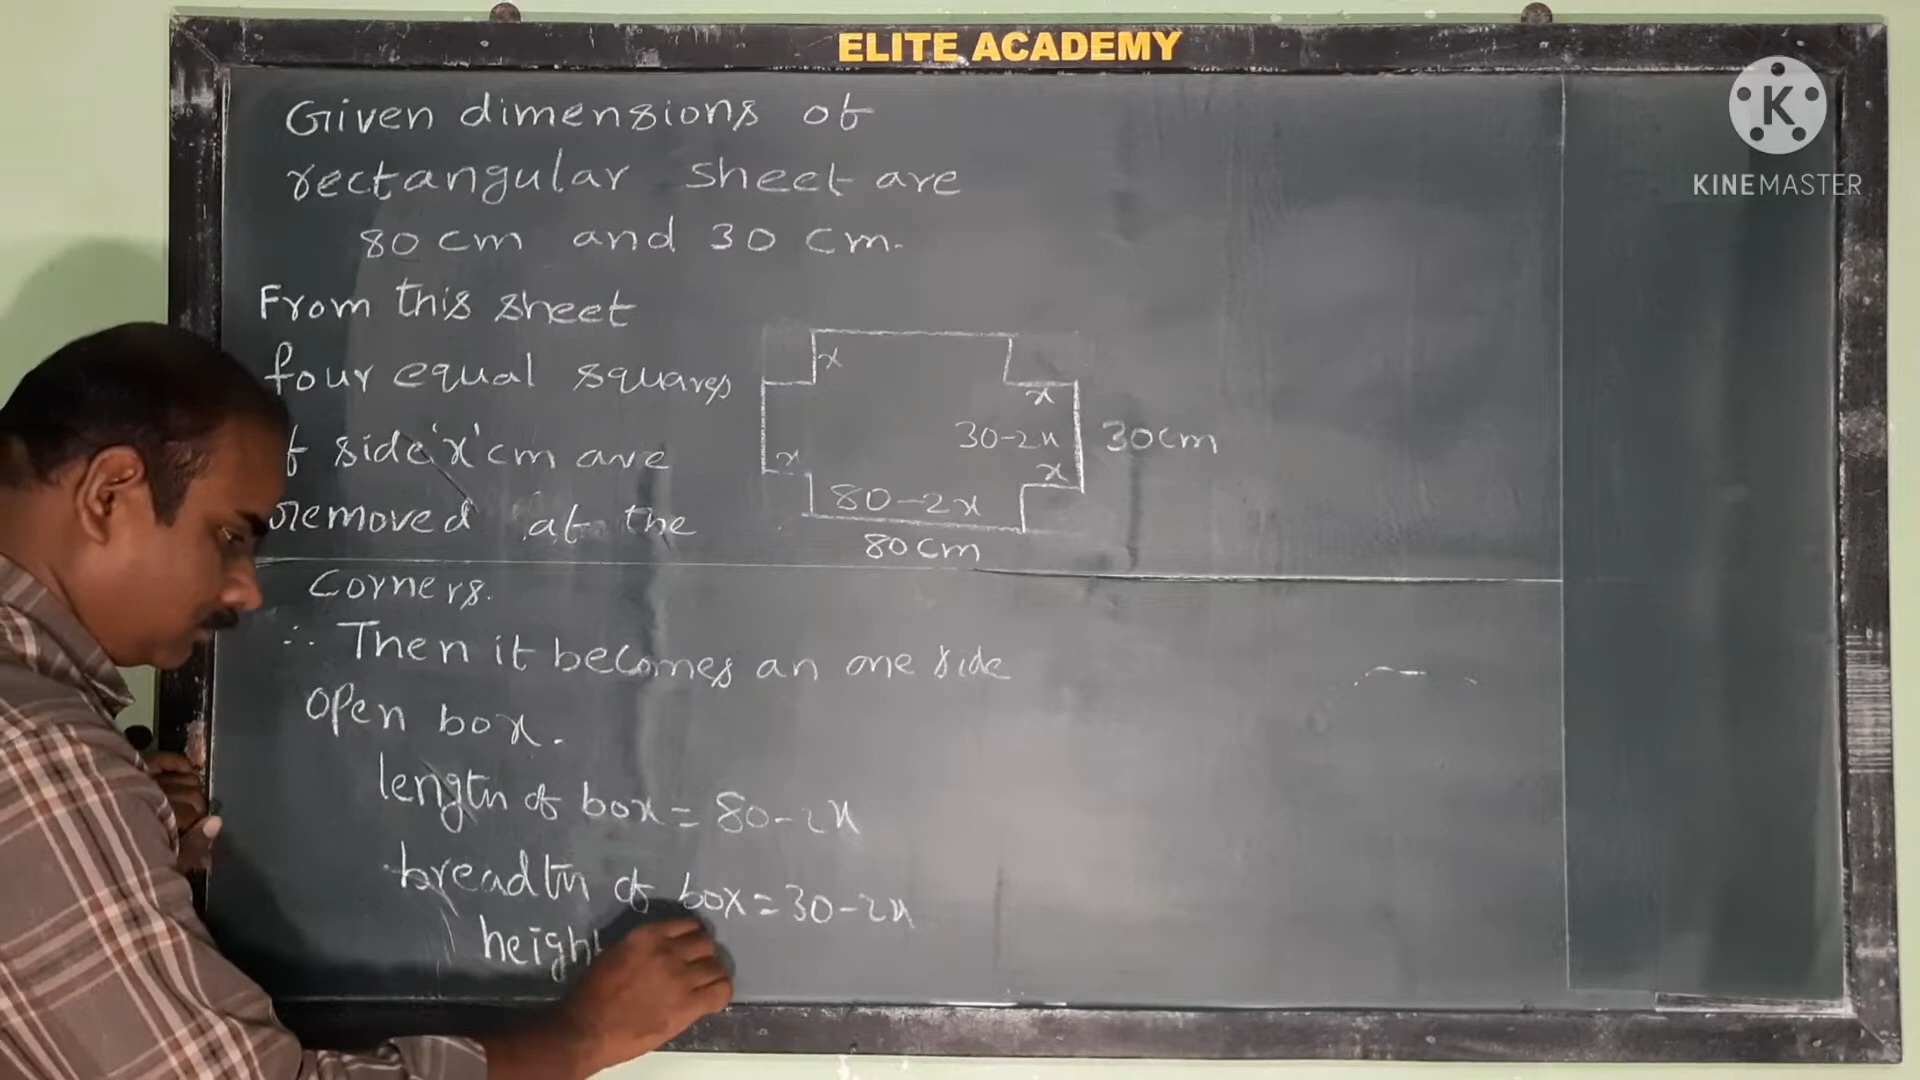 ELITE ACADEMY
K
KINEMASTER
Given dimensions of
rectangular sheet are
80 cm and 30 cm.
From this sheet
four equal squares
f side 'x' cm are
removed at the
corners.
∴ Then it becomes an one side
open box.
length of box = 80-2x
breadth of box = 30-2x
height
x
x
30-2x
30cm
x
x
80-2x
80cm